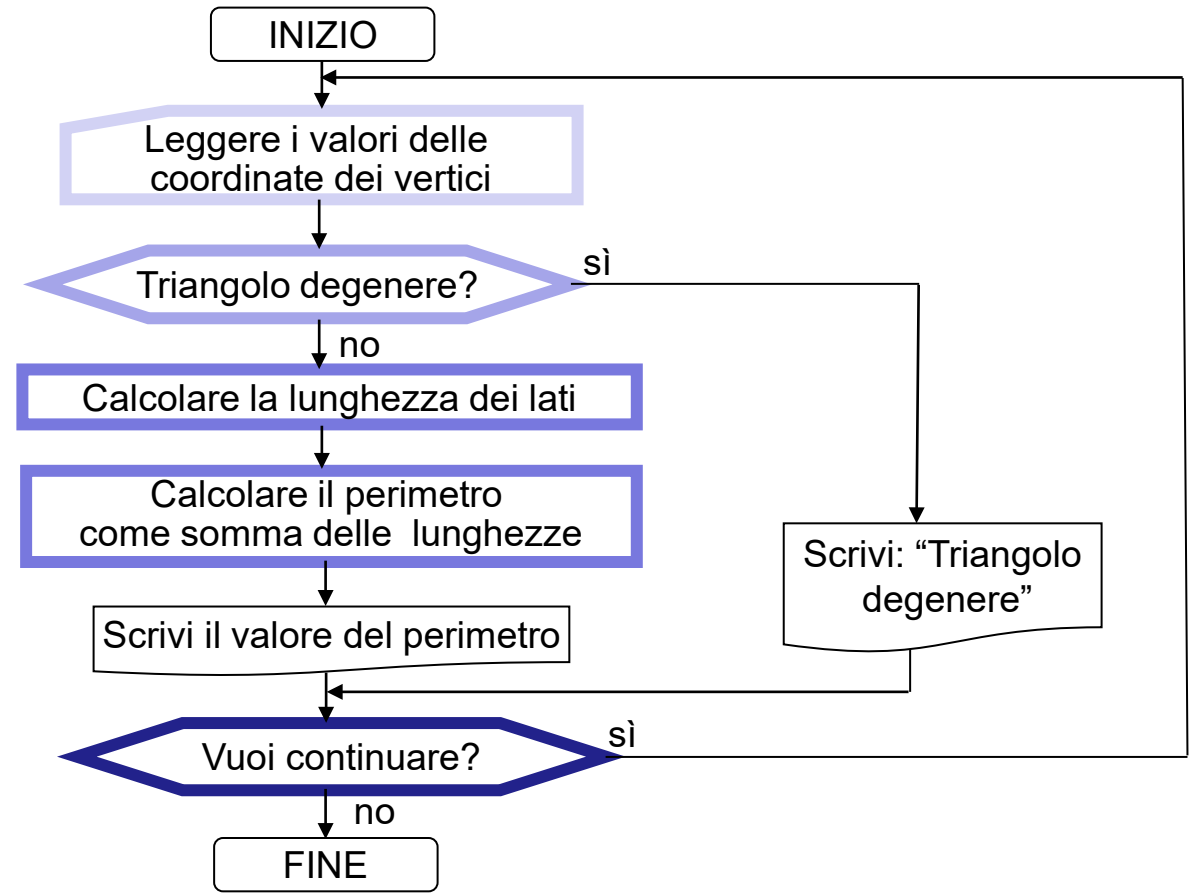 INIZIO
Leggere i valori delle
coordinate dei vertici
Triangolo degenere?
sì
no
Calcolare la lunghezza dei lati
Calcolare il perimetro
come somma delle lunghezze
Scrivi: “Triangolo
degenere”
Scrivi il valore del perimetro
Vuoi continuare?
sì
no
FINE